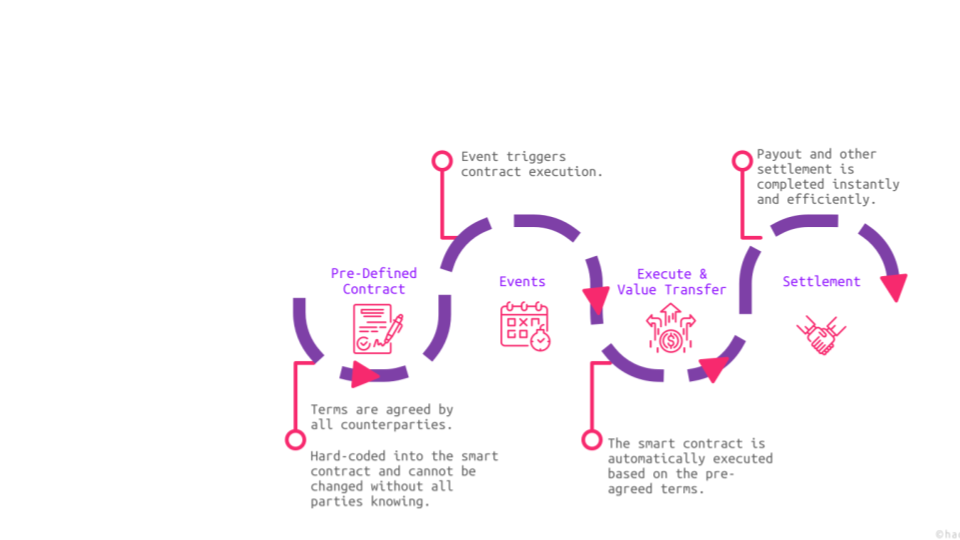 Event triggers
contract execution.
Payout and other
settlement is
completed instantly
and efficiently.
Pre-Defined
Contract
Events
Execute &
Value Transfer
Settlement
Terms are agreed by
all counterparties.
Hard-coded into the smart
contract and cannot be
changed without all
parties knowing.
The smart contract is
automatically executed
based on the pre-
agreed terms.